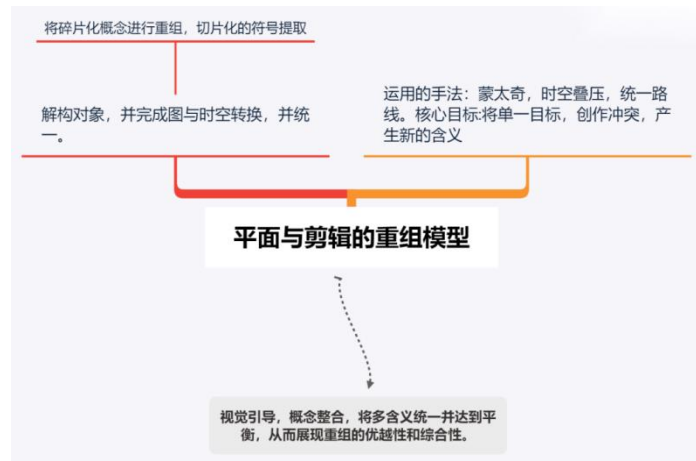 将碎片化概念进行重组，切片化的符号提取
解构对象，并完成图与时空转换，并统
一。
运用的手法：蒙太奇，时空叠压，统一路
线。核心目标:将单一目标，创作冲突，产
生新的含义
平面与剪辑的重组模型
视觉引导，概念整合，将多含义统一并达到平
衡，从而展现重组的优越性和综合性。